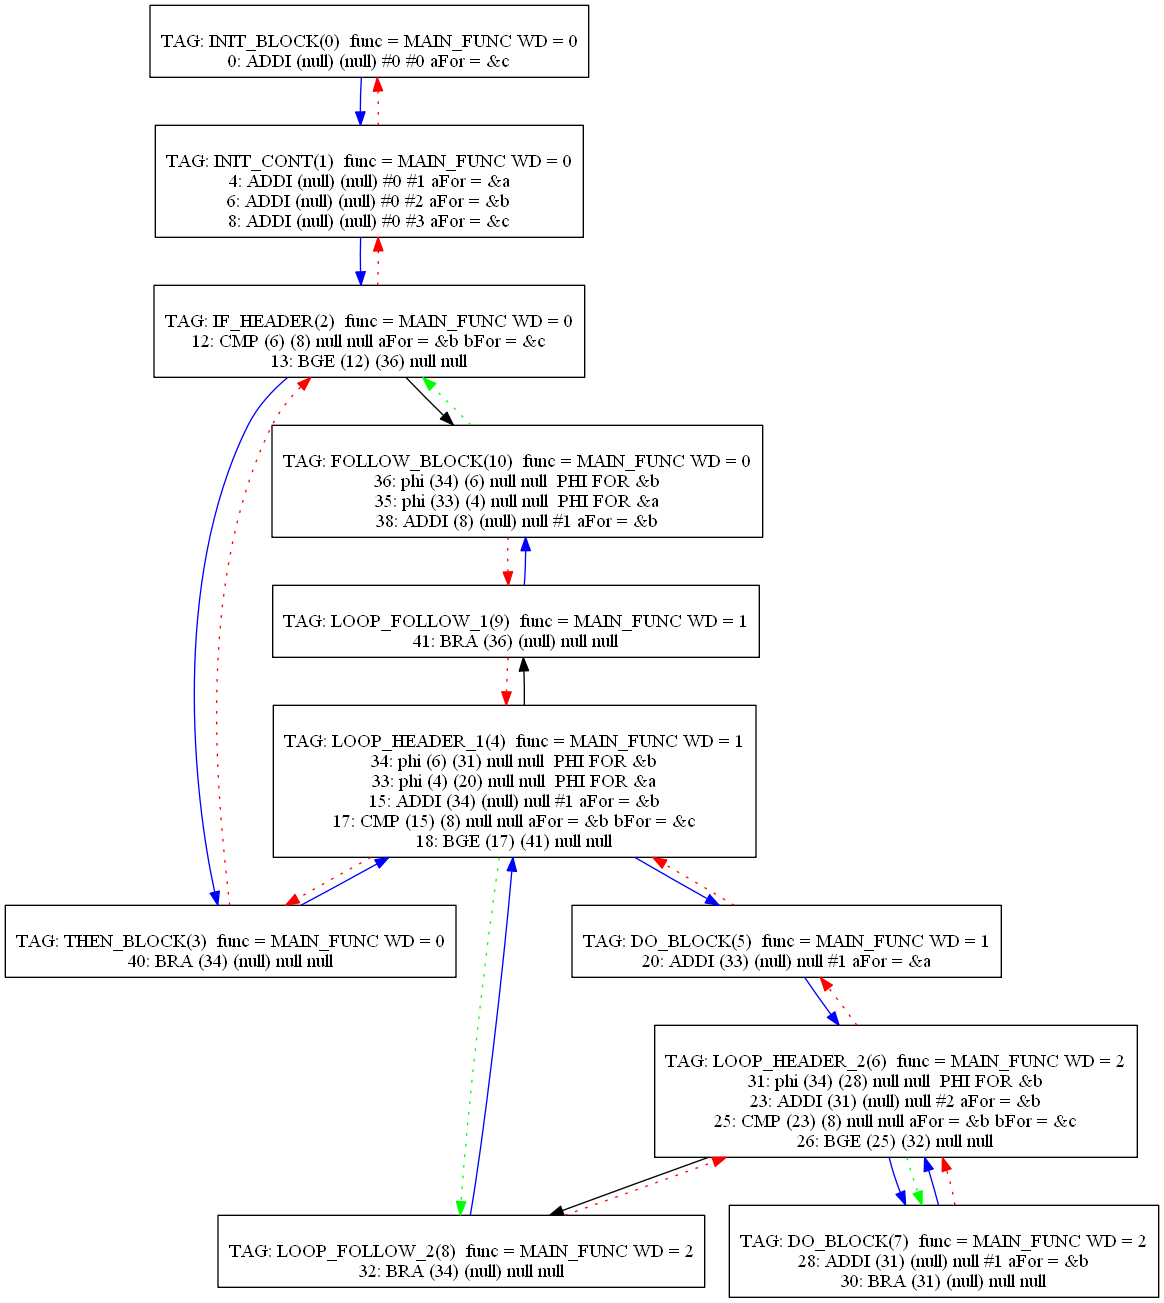 TAG: INIT_BLOCK(0)  func = MAIN_FUNC WD = 0
0: ADDI (null) (null) #0 #0 aFor = &c
TAG: INIT_CONT(1)  func = MAIN_FUNC WD = 0
4: ADDI (null) (null) #0 #1 aFor = &a
6: ADDI (null) (null) #0 #2 aFor = &b
8: ADDI (null) (null) #0 #3 aFor = &c
TAG: IF_HEADER(2)  func = MAIN_FUNC WD = 0
12: CMP (6) (8) null null aFor = &b bFor = &c
13: BGE (12) (36) null null
TAG: FOLLOW_BLOCK(10)  func = MAIN_FUNC WD = 0
36: phi (34) (6) null null  PHI FOR &b
35: phi (33) (4) null null  PHI FOR &a
38: ADDI (8) (null) null #1 aFor = &b
TAG: LOOP_FOLLOW_1(9)  func = MAIN_FUNC WD = 1
41: BRA (36) (null) null null
TAG: LOOP_HEADER_1(4)  func = MAIN_FUNC WD = 1
34: phi (6) (31) null null  PHI FOR &b
33: phi (4) (20) null null  PHI FOR &a
15: ADDI (34) (null) null #1 aFor = &b
17: CMP (15) (8) null null aFor = &b bFor = &c
18: BGE (17) (41) null null
TAG: THEN_BLOCK(3)  func = MAIN_FUNC WD = 0
40: BRA (34) (null) null null
TAG: DO_BLOCK(5)  func = MAIN_FUNC WD = 1
20: ADDI (33) (null) null #1 aFor = &a
TAG: LOOP_HEADER_2(6)  func = MAIN_FUNC WD = 2
31: phi (34) (28) null null  PHI FOR &b
23: ADDI (31) (null) null #2 aFor = &b
25: CMP (23) (8) null null aFor = &b bFor = &c
26: BGE (25) (32) null null
TAG: LOOP_FOLLOW_2(8)  func = MAIN_FUNC WD = 2
32: BRA (34) (null) null null
TAG: DO_BLOCK(7)  func = MAIN_FUNC WD = 2
28: ADDI (31) (null) null #1 aFor = &b
30: BRA (31) (null) null null